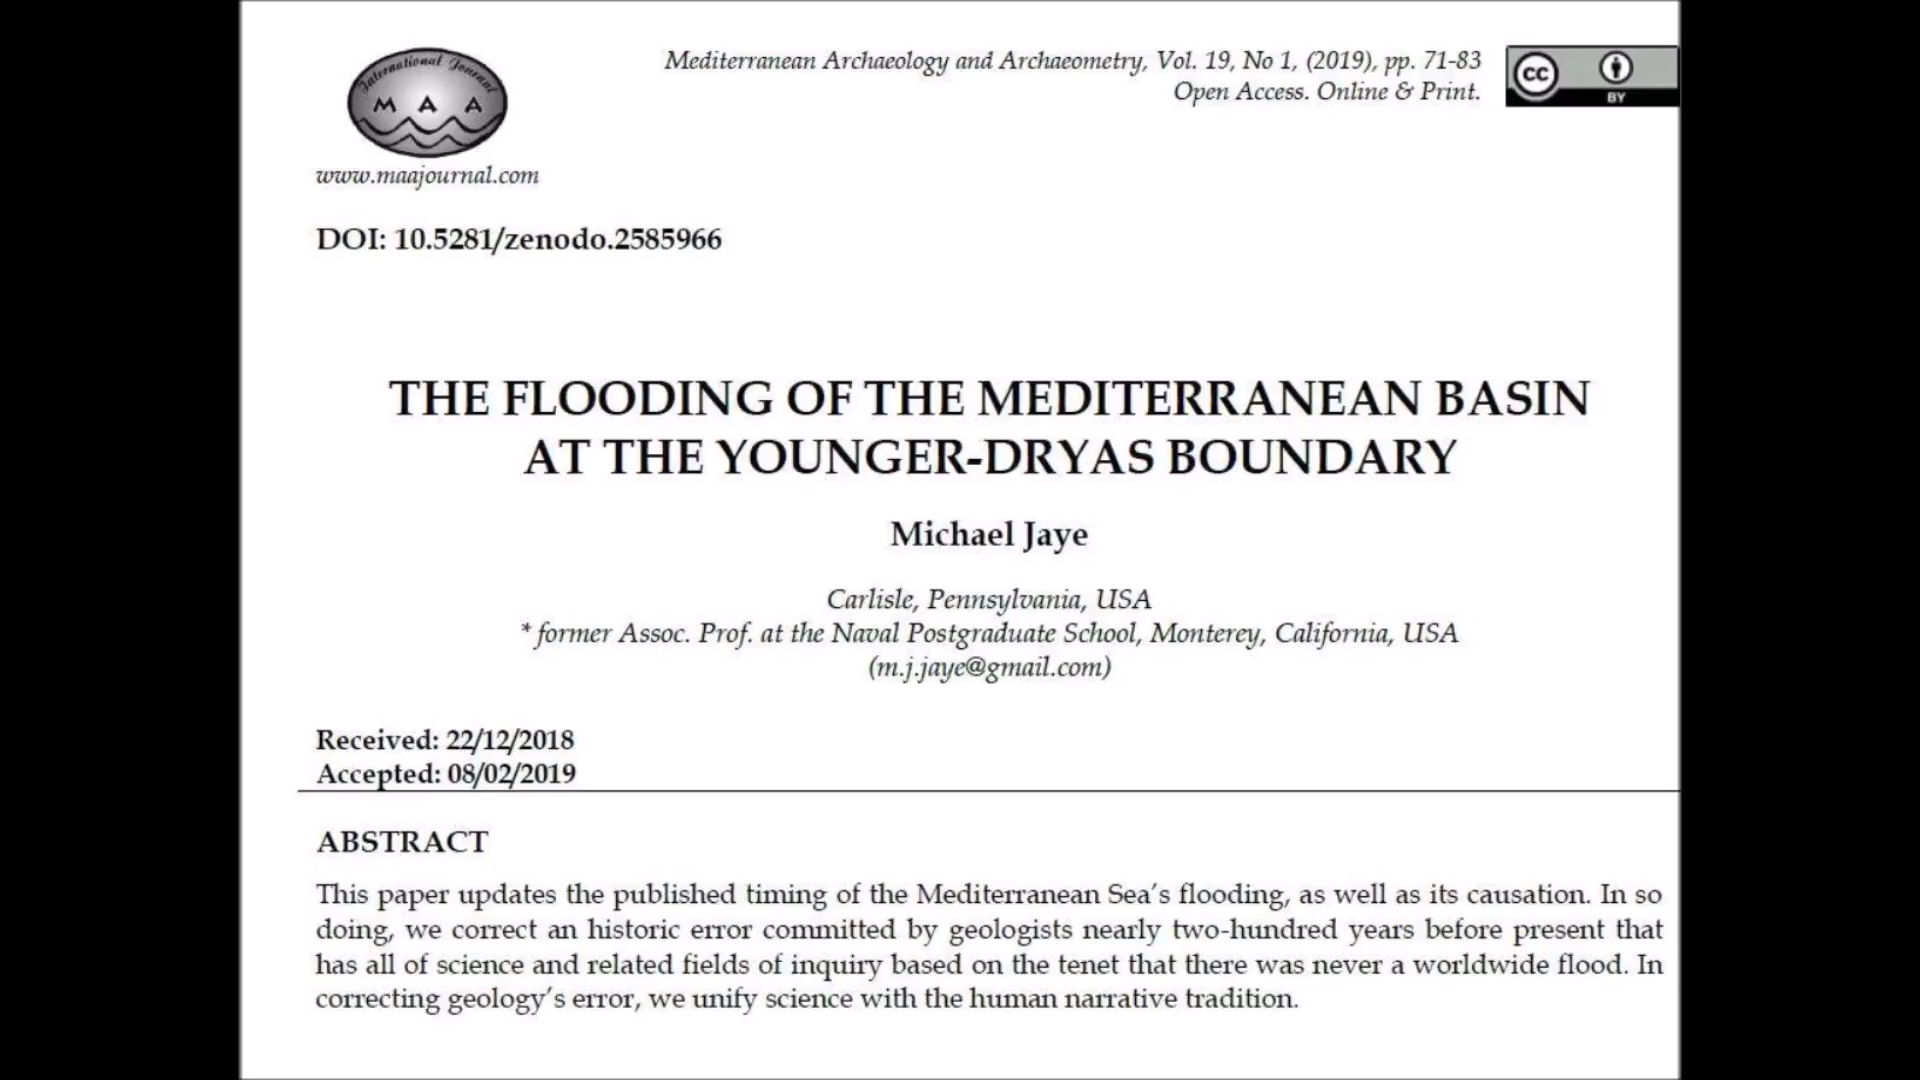 International Journal
MAA
www.maajournal.com
Mediterranean Archaeology and Archaeometry, Vol. 19, No 1, (2019), pp. 71-83
Open Access. Online & Print.
cc
BY
DOI: 10.5281/zenodo.2585966
THE FLOODING OF THE MEDITERRANEAN BASIN
AT THE YOUNGER-DRYAS BOUNDARY
Michael Jaye
Carlisle, Pennsylvania, USA
* former Assoc. Prof. at the Naval Postgraduate School, Monterey, California, USA
(m.j.jaye@gmail.com)
Received: 22/12/2018
Accepted: 08/02/2019
ABSTRACT
This paper updates the published timing of the Mediterranean Sea's flooding, as well as its causation. In so
doing, we correct an historic error committed by geologists nearly two-hundred years before present that
has all of science and related fields of inquiry based on the tenet that there was never a worldwide flood. In
correcting geology's error, we unify science with the human narrative tradition.